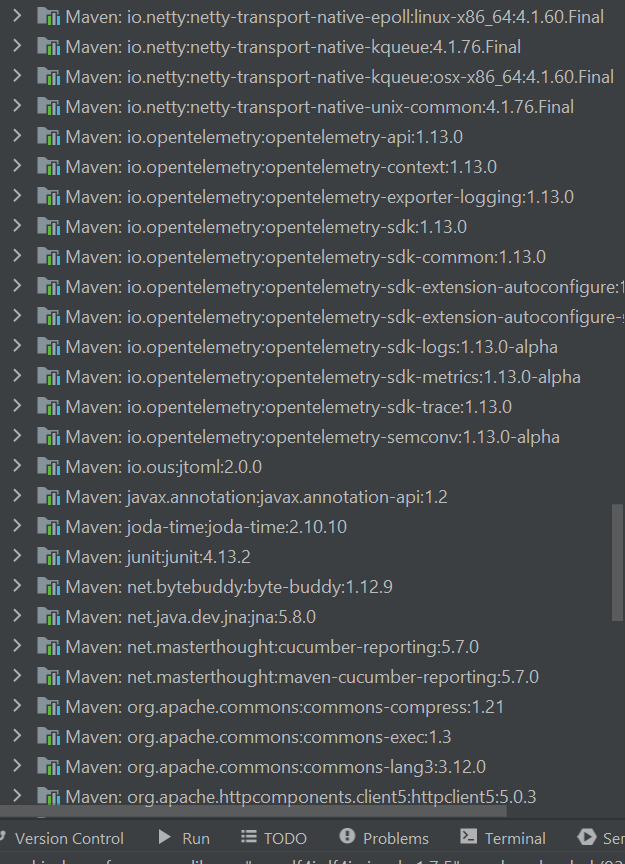 Maven: io.netty:netty-transport-native-epoll:linux-x86_64:4.1.60.Final
Maven: io.netty:netty-transport-native-kqueue:4.1.76.Final
Maven: io.netty:netty-transport-native-kqueue:osx-x86_64:4.1.60.Final
Maven: io.netty:netty-transport-native-unix-common:4.1.76.Final
Maven: io.opentelemetry:opentelemetry-api:1.13.0
Maven: io.opentelemetry:opentelemetry-context:1.13.0
Maven: io.opentelemetry:opentelemetry-exporter-logging:1.13.0
Maven: io.opentelemetry:opentelemetry-sdk:1.13.0
Maven: io.opentelemetry:opentelemetry-sdk-common:1.13.0
Maven: io.opentelemetry:opentelemetry-sdk-extension-autoconfigure:1
Maven: io.opentelemetry:opentelemetry-sdk-extension-autoconfigure-s
Maven: io.opentelemetry:opentelemetry-sdk-logs:1.13.0-alpha
Maven: io.opentelemetry:opentelemetry-sdk-metrics:1.13.0-alpha
Maven: io.opentelemetry:opentelemetry-sdk-trace:1.13.0
Maven: io.opentelemetry:opentelemetry-semconv:1.13.0-alpha
Maven: io.ous:jtoml:2.0.0
Maven: javax.annotation:javax.annotation-api:1.2
Maven: joda-time:joda-time:2.10.10
Maven: junit:junit:4.13.2
Maven: net.bytebuddy:byte-buddy:1.12.9
Maven: net.java.dev.jna:jna:5.8.0
Maven: net.masterthought:cucumber-reporting:5.7.0
Maven: net.masterthought:maven-cucumber-reporting:5.7.0
Maven: org.apache.commons:commons-compress:1.21
Maven: org.apache.commons:commons-exec:1.3
Maven: org.apache.commons:commons-lang3:3.12.0
Maven: org.apache.httpcomponents.client5:httpclient5:5.0.3
Version Control Run TODO Problems Terminal Ser